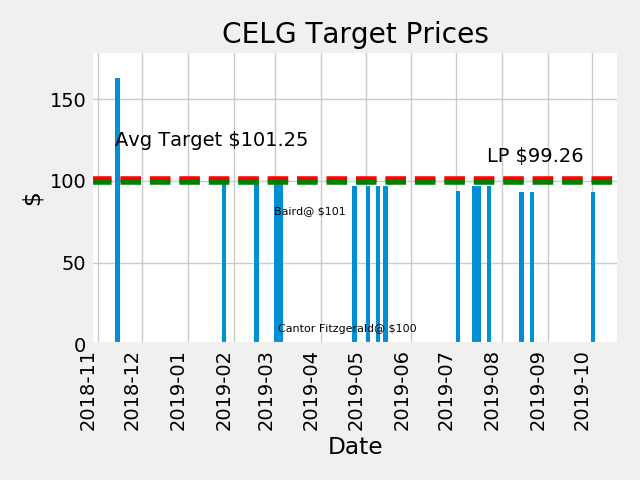 CELG Target Prices
150
100
50
0
$
Avg Target $101.25
LP $99.26
Baird@ $101
Cantor Fitzgerald@ $100
2018-11
2018-12
2019-01
2019-02
2019-03
2019-04
2019-05
2019-06
2019-07
2019-08
2019-09
2019-10
Date